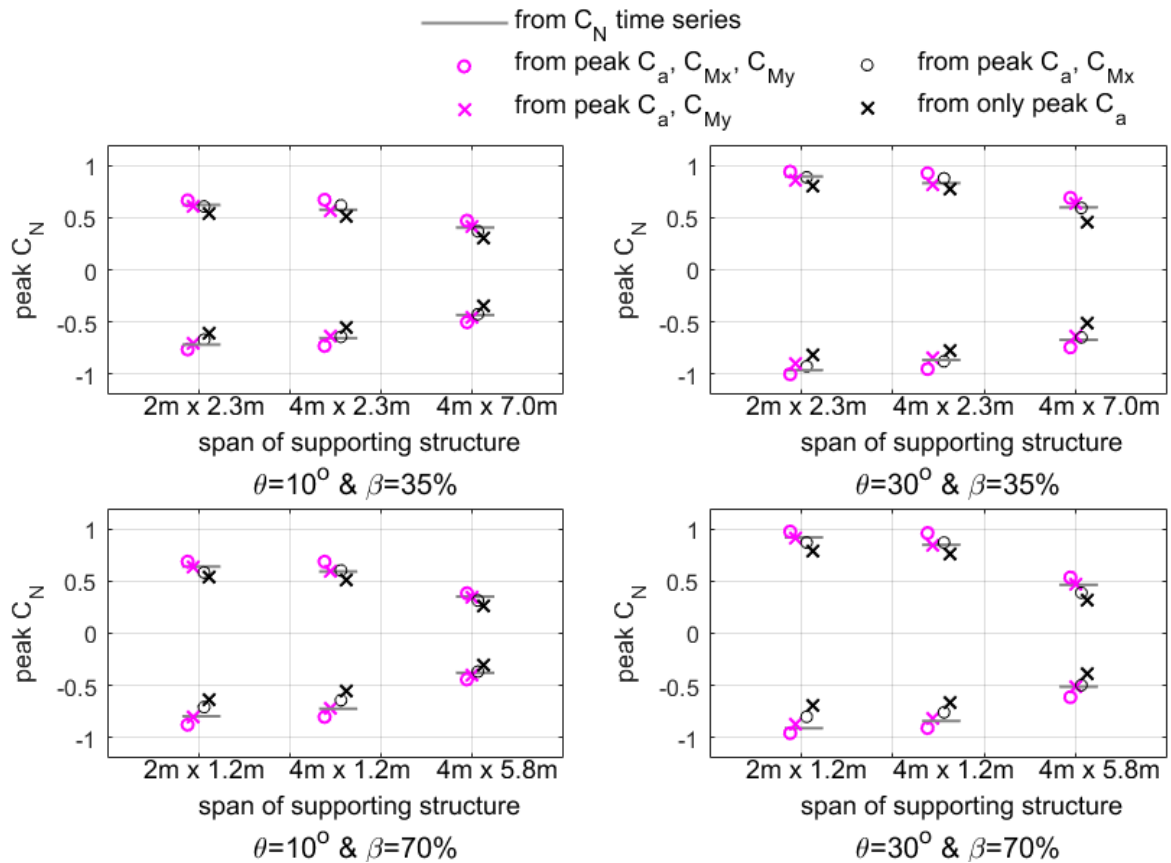 from C_N time series
from peak C_a, C_Mx, C_My
from peak C_a, C_Mx
from peak C_a, C_My
from only peak C_a
1
0.5
0
-0.5
-1
peak C_N
2m x 2.3m 4m x 2.3m 4m x 7.0m
span of supporting structure
θ=10° & β=35%
1
0.5
0
-0.5
-1
peak C_N
2m x 2.3m 4m x 2.3m 4m x 7.0m
span of supporting structure
θ=30° & β=35%
1
0.5
0
-0.5
-1
peak C_N
2m x 1.2m 4m x 1.2m 4m x 5.8m
span of supporting structure
θ=10° & β=70%
1
0.5
0
-0.5
-1
peak C_N
2m x 1.2m 4m x 1.2m 4m x 5.8m
span of supporting structure
θ=30° & β=70%